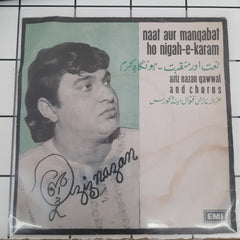 naat aur manqabat
ho nigah-e-karam
نعت اور منقبت - ہو نگاہِ کرم
aziz nazan qawwal
and chorus
عزیز نازاں قوال اینڈ کورس
Aziz nazan
EMI